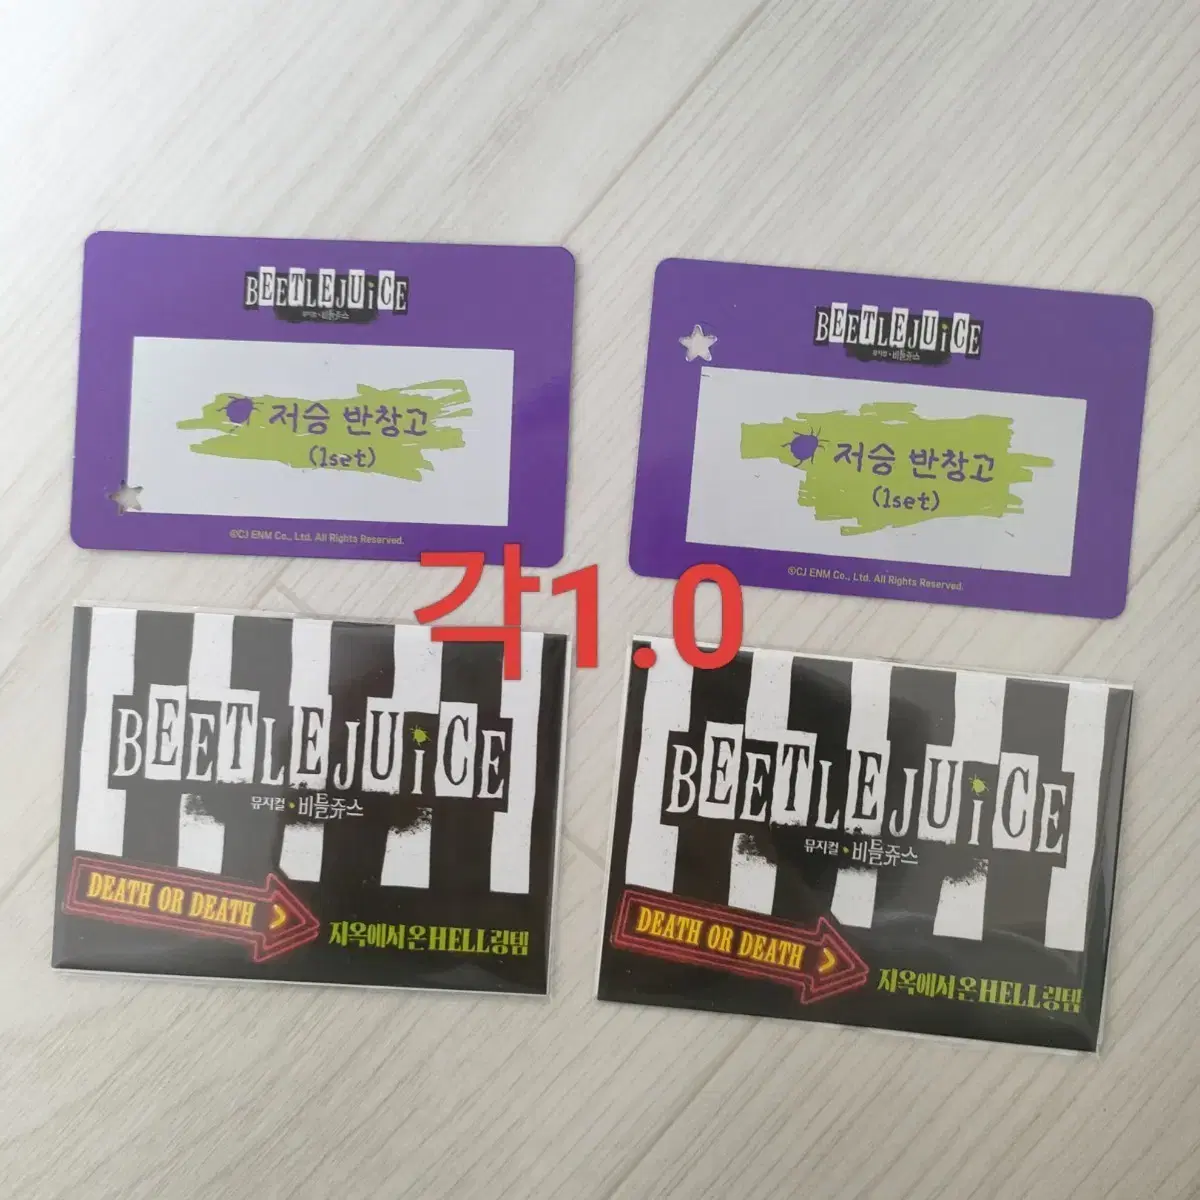 BEETLEJUiCE
뮤지컬·비틀쥬스
저승 반창고
(1set)
©CJ ENM Co., Ltd. All Rights Reserved.
BEETLEJUiCE
뮤지컬·비틀쥬스
저승 반창고
(1set)
©CJ ENM Co., Ltd. All Rights Reserved.
각1.0
BEETLEJUiCE
뮤지컬·비틀쥬스
DEATH OR DEATH >
지옥에서 온 HELL링템
BEETLEJUiCE
뮤지컬·비틀쥬스
DEATH OR DEATH >
지옥에서 온 HELL링템